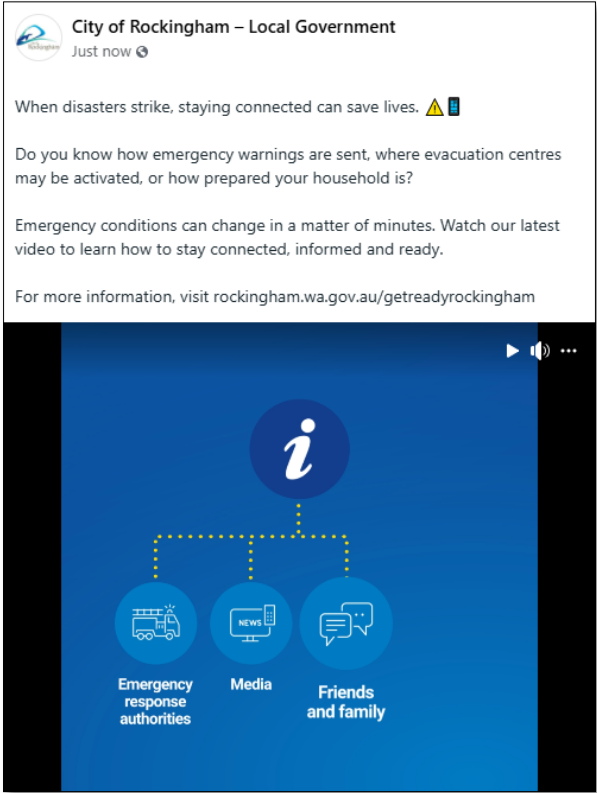 City of Rockingham – Local Government
Just now
Rockingham
When disasters strike, staying connected can save lives. ⚠️📱
Do you know how emergency warnings are sent, where evacuation centres
may be activated, or how prepared your household is?
Emergency conditions can change in a matter of minutes. Watch our latest
video to learn how to stay connected, informed and ready.
For more information, visit rockingham.wa.gov.au/getreadyrockingham
i
NEWS
Emergency
response
authorities
Media
Friends
and family